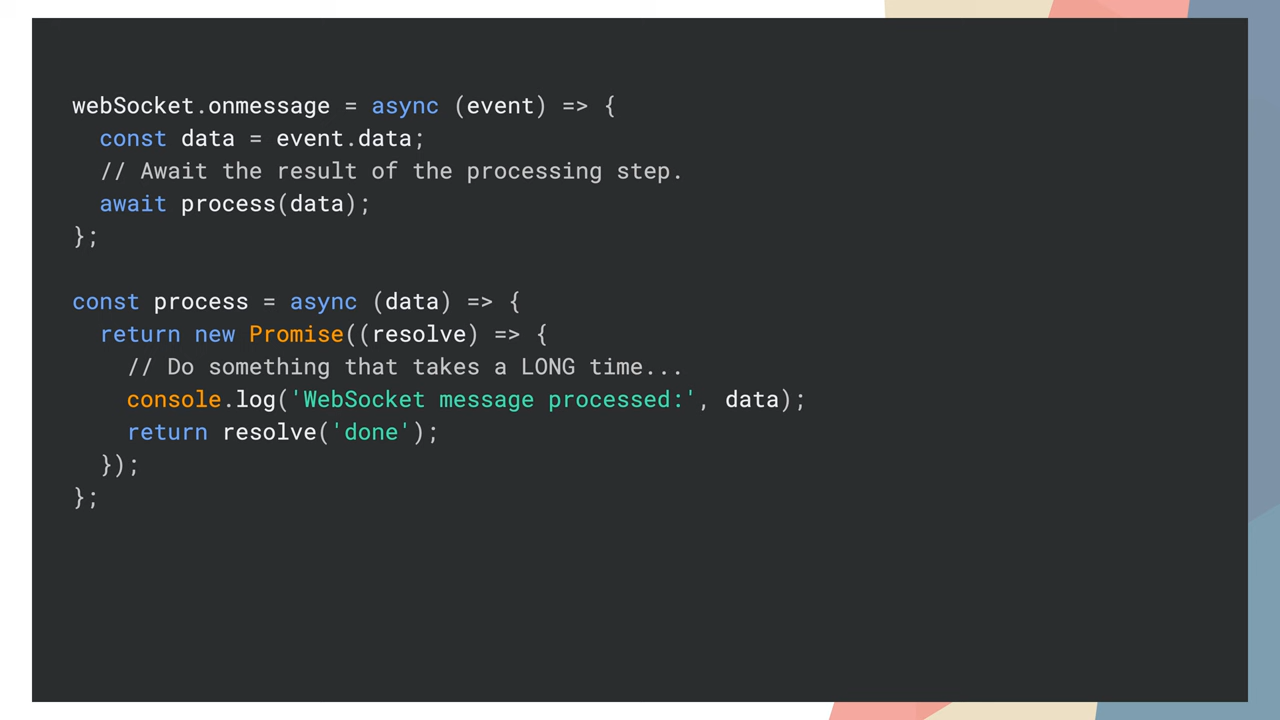 webSocket.onmessage = async (event) => {
  const data = event.data;
  // Await the result of the processing step.
  await process(data);
};

const process = async (data) => {
  return new Promise((resolve) => {
    // Do something that takes a LONG time...
    console.log('WebSocket message processed:', data);
    return resolve('done');
  });
};